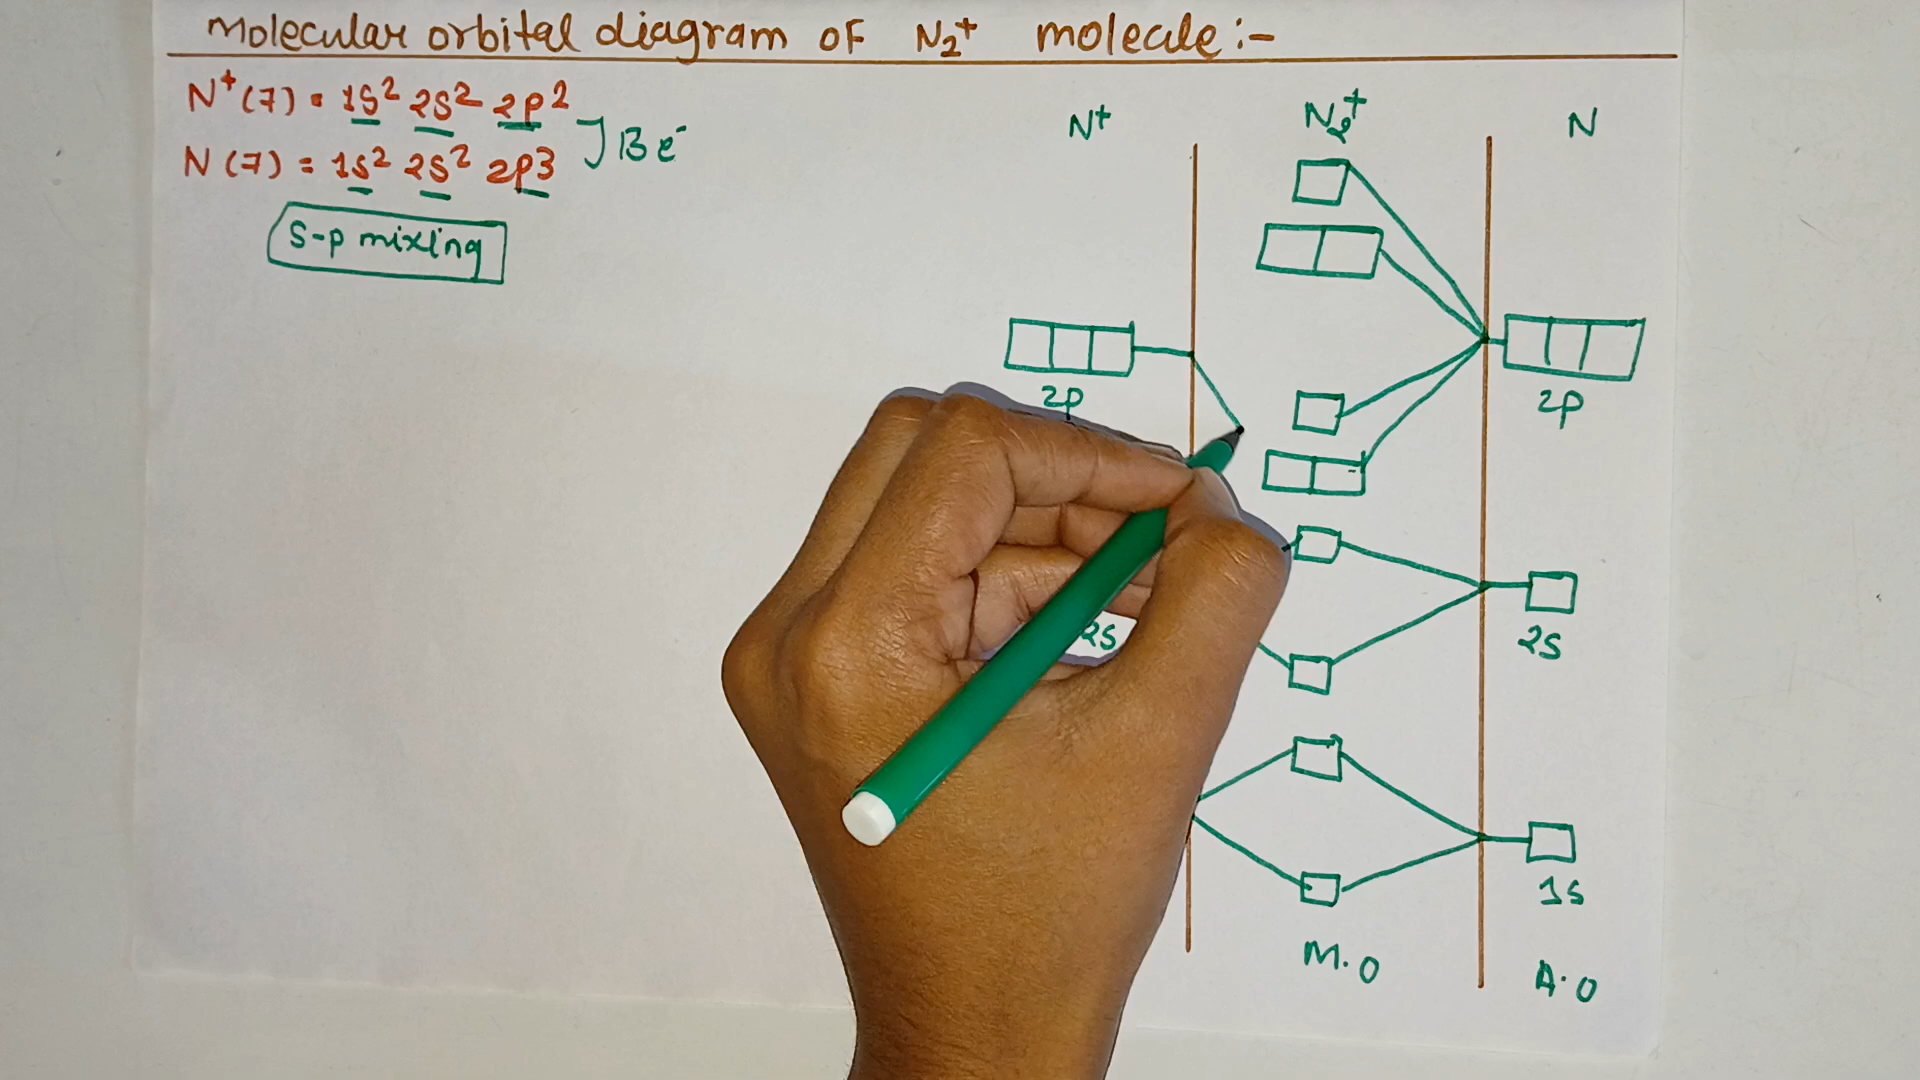 Molecular orbital diagram of N₂⁺ molecule:-
N⁺(7) = 1s² 2s² 2p²
N(7) = 1s² 2s² 2p³
]13 e⁻
s-p mixing
N⁺ N₂⁺ N
2p 2p
2s 2s
1s
M.O A.O